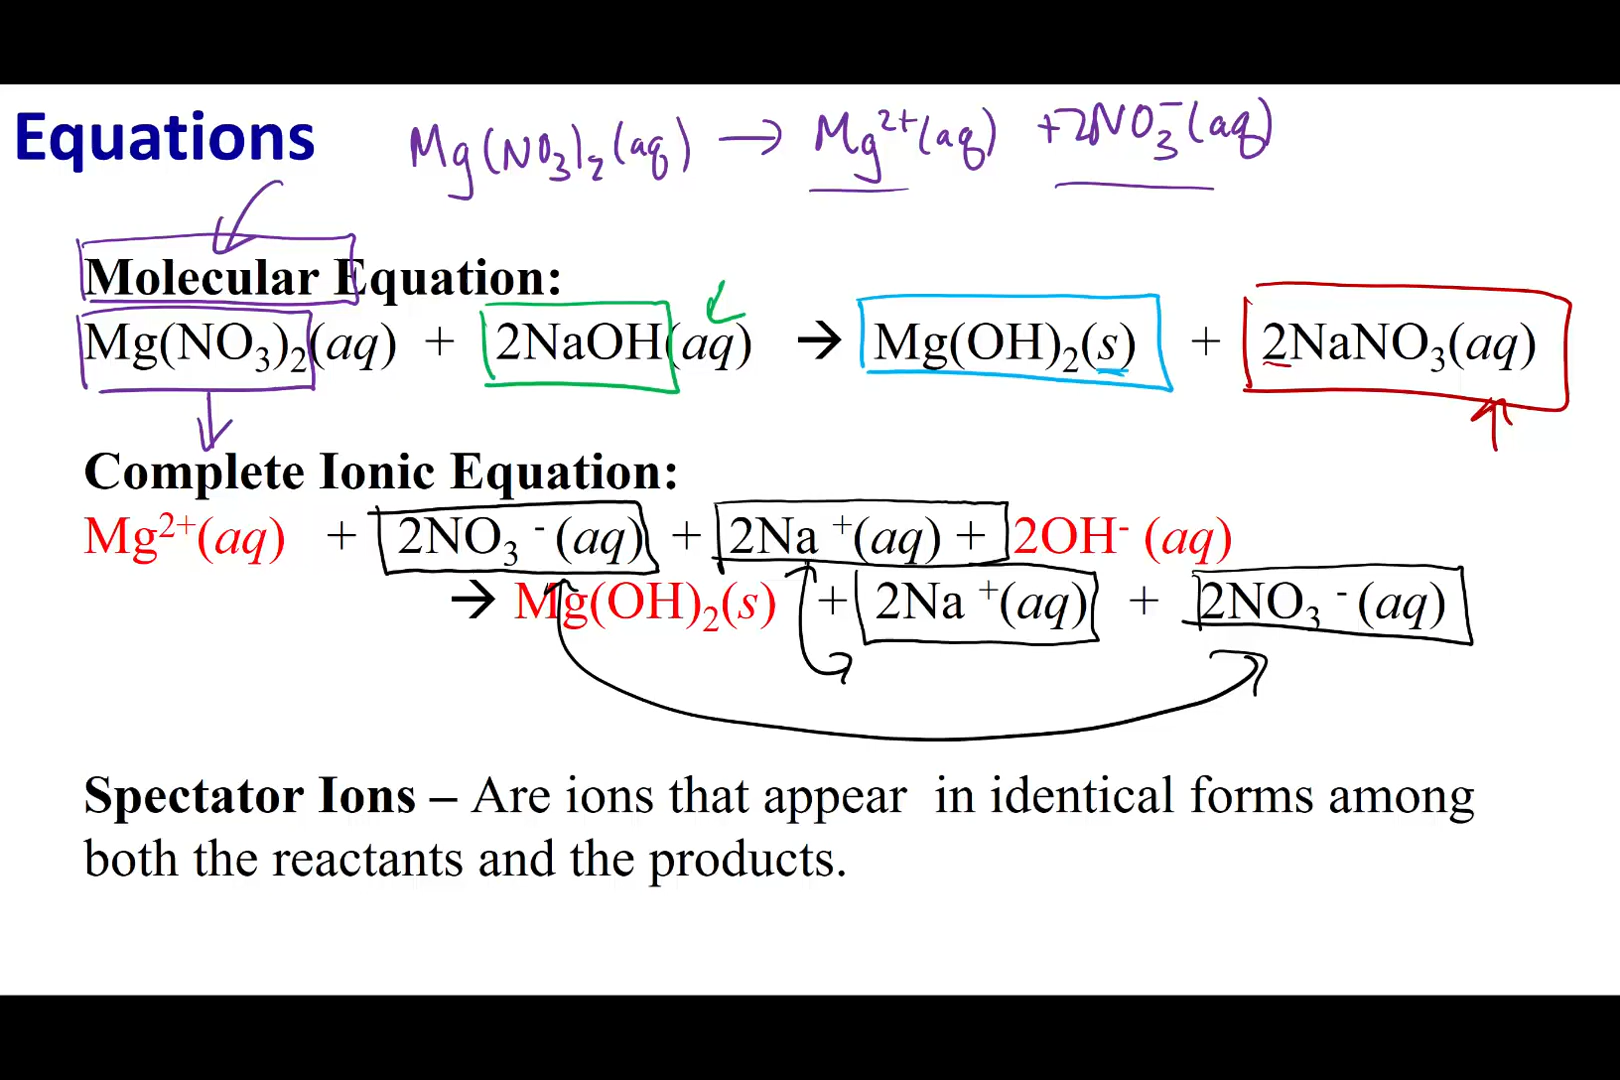 Equations
Mg(NO₃)₂(aq) → Mg²⁺(aq) +2NO₃⁻(aq)
Molecular Equation:
Mg(NO₃)₂(aq) + 2NaOH(aq) → Mg(OH)₂(s) + 2NaNO₃(aq)
Complete Ionic Equation:
Mg²⁺(aq) + 2NO₃ ⁻(aq) + 2Na ⁺(aq) + 2OH⁻ (aq)
→ Mg(OH)₂(s) + 2Na ⁺(aq) + 2NO₃ ⁻(aq)
Spectator Ions – Are ions that appear in identical forms among
both the reactants and the products.